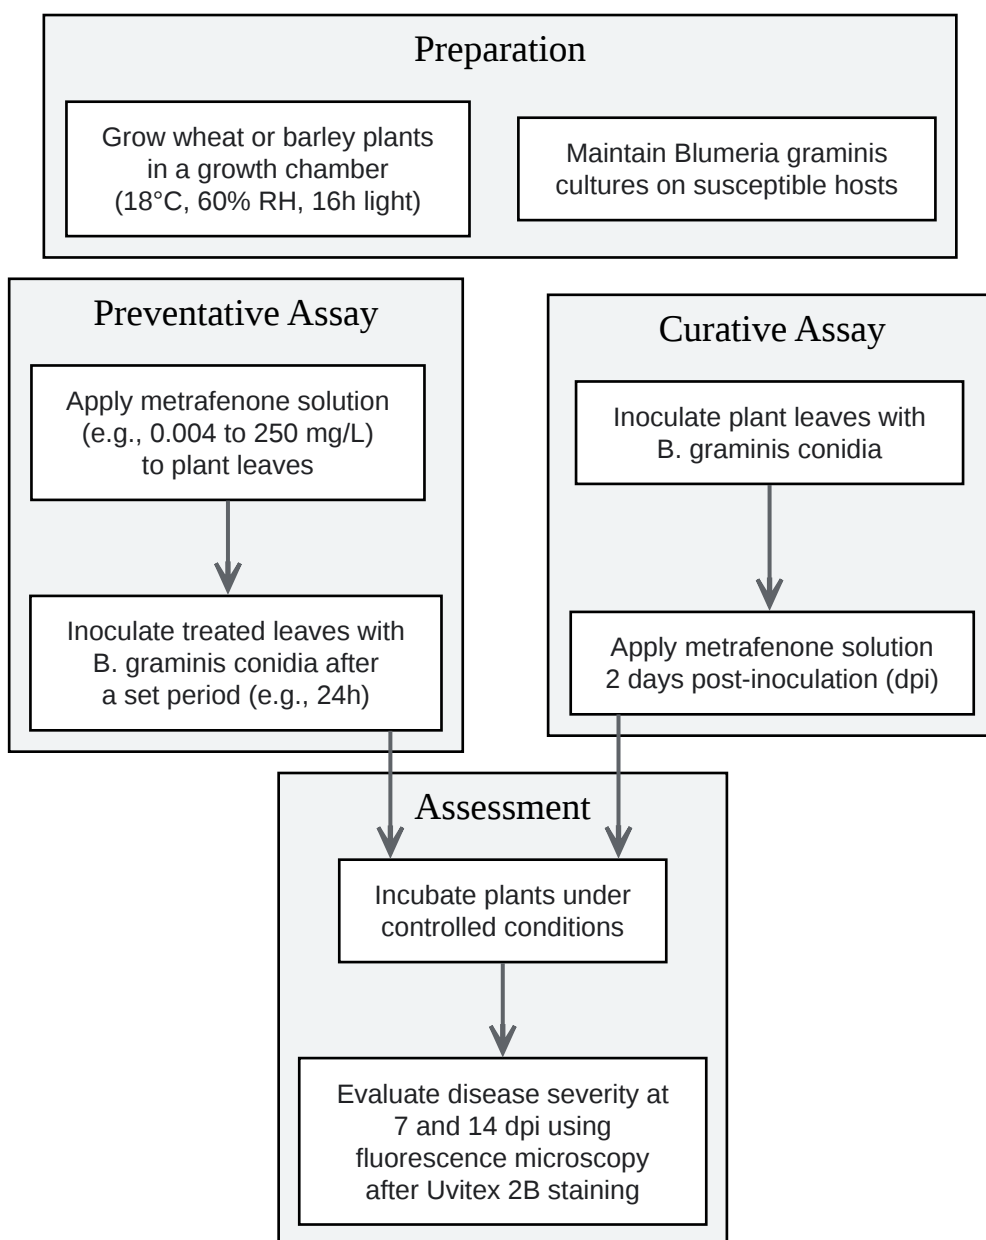 Preparation
Grow wheat or barley plants
in a growth chamber
(18°C, 60% RH, 16h light)
Maintain Blumeria graminis
cultures on susceptible hosts
Preventative Assay
Apply metrafenone solution
(e.g., 0.004 to 250 mg/L)
to plant leaves
Inoculate treated leaves with
B. graminis conidia after
a set period (e.g., 24h)
Curative Assay
Inoculate plant leaves with
B. graminis conidia
Apply metrafenone solution
2 days post-inoculation (dpi)
Assessment
Incubate plants under
controlled conditions
Evaluate disease severity at
7 and 14 dpi using
fluorescence microscopy
after Uvitex 2B staining